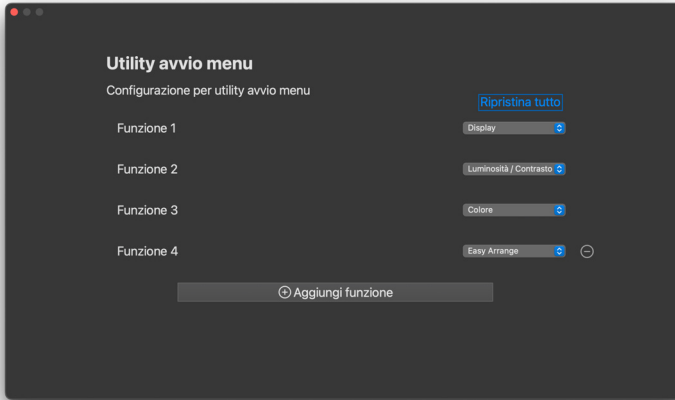 Utility avvio menu
Configurazione per utility avvio menu
Ripristina tutto
Funzione 1 Display
Funzione 2 Luminosità / Contrasto
Funzione 3 Colore
Funzione 4 Easy Arrange
Aggiungi funzione